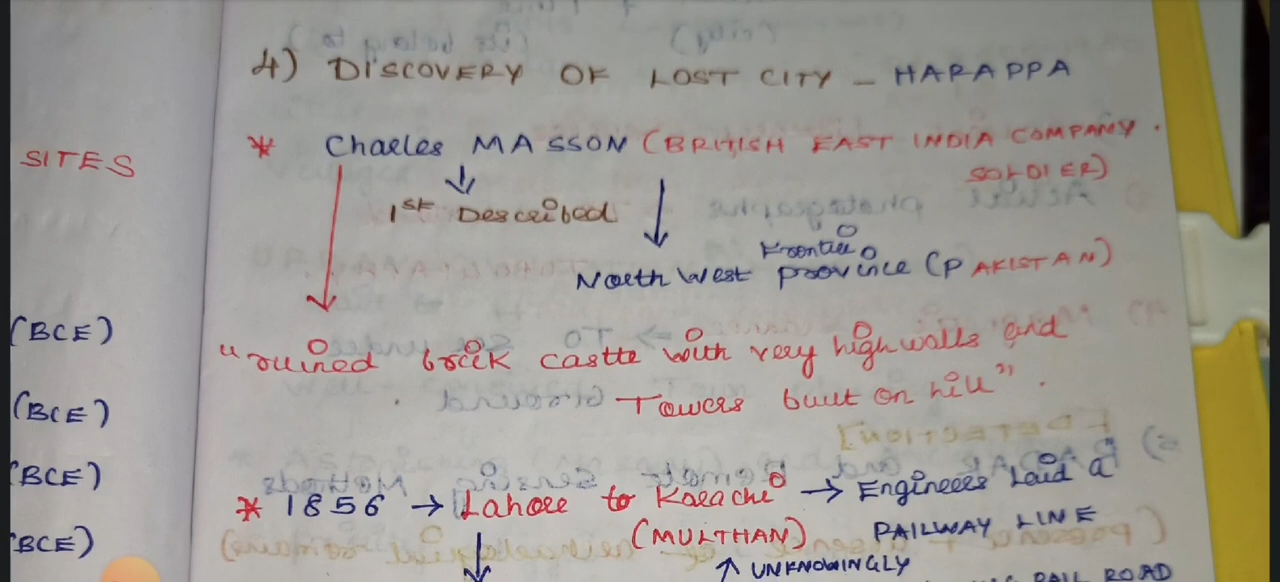 4) DISCOVERY OF LOST CITY - HARAPPA
SITES
* Charles MASSON (BRITISH EAST INDIA COMPANY
SOLDIER)
1ST Described
Frontier
North West province (PAKISTAN)
(BCE)
"ruined brick castte with very high walls and
Towers built on hill".
(BCE)
(BCE)
* 1856 → Lahore to Karachi → Engineers Laid a
(MULTHAN) RAILWAY LINE
(BCE)
↑ UNKNOWINGLY
RAIL ROAD